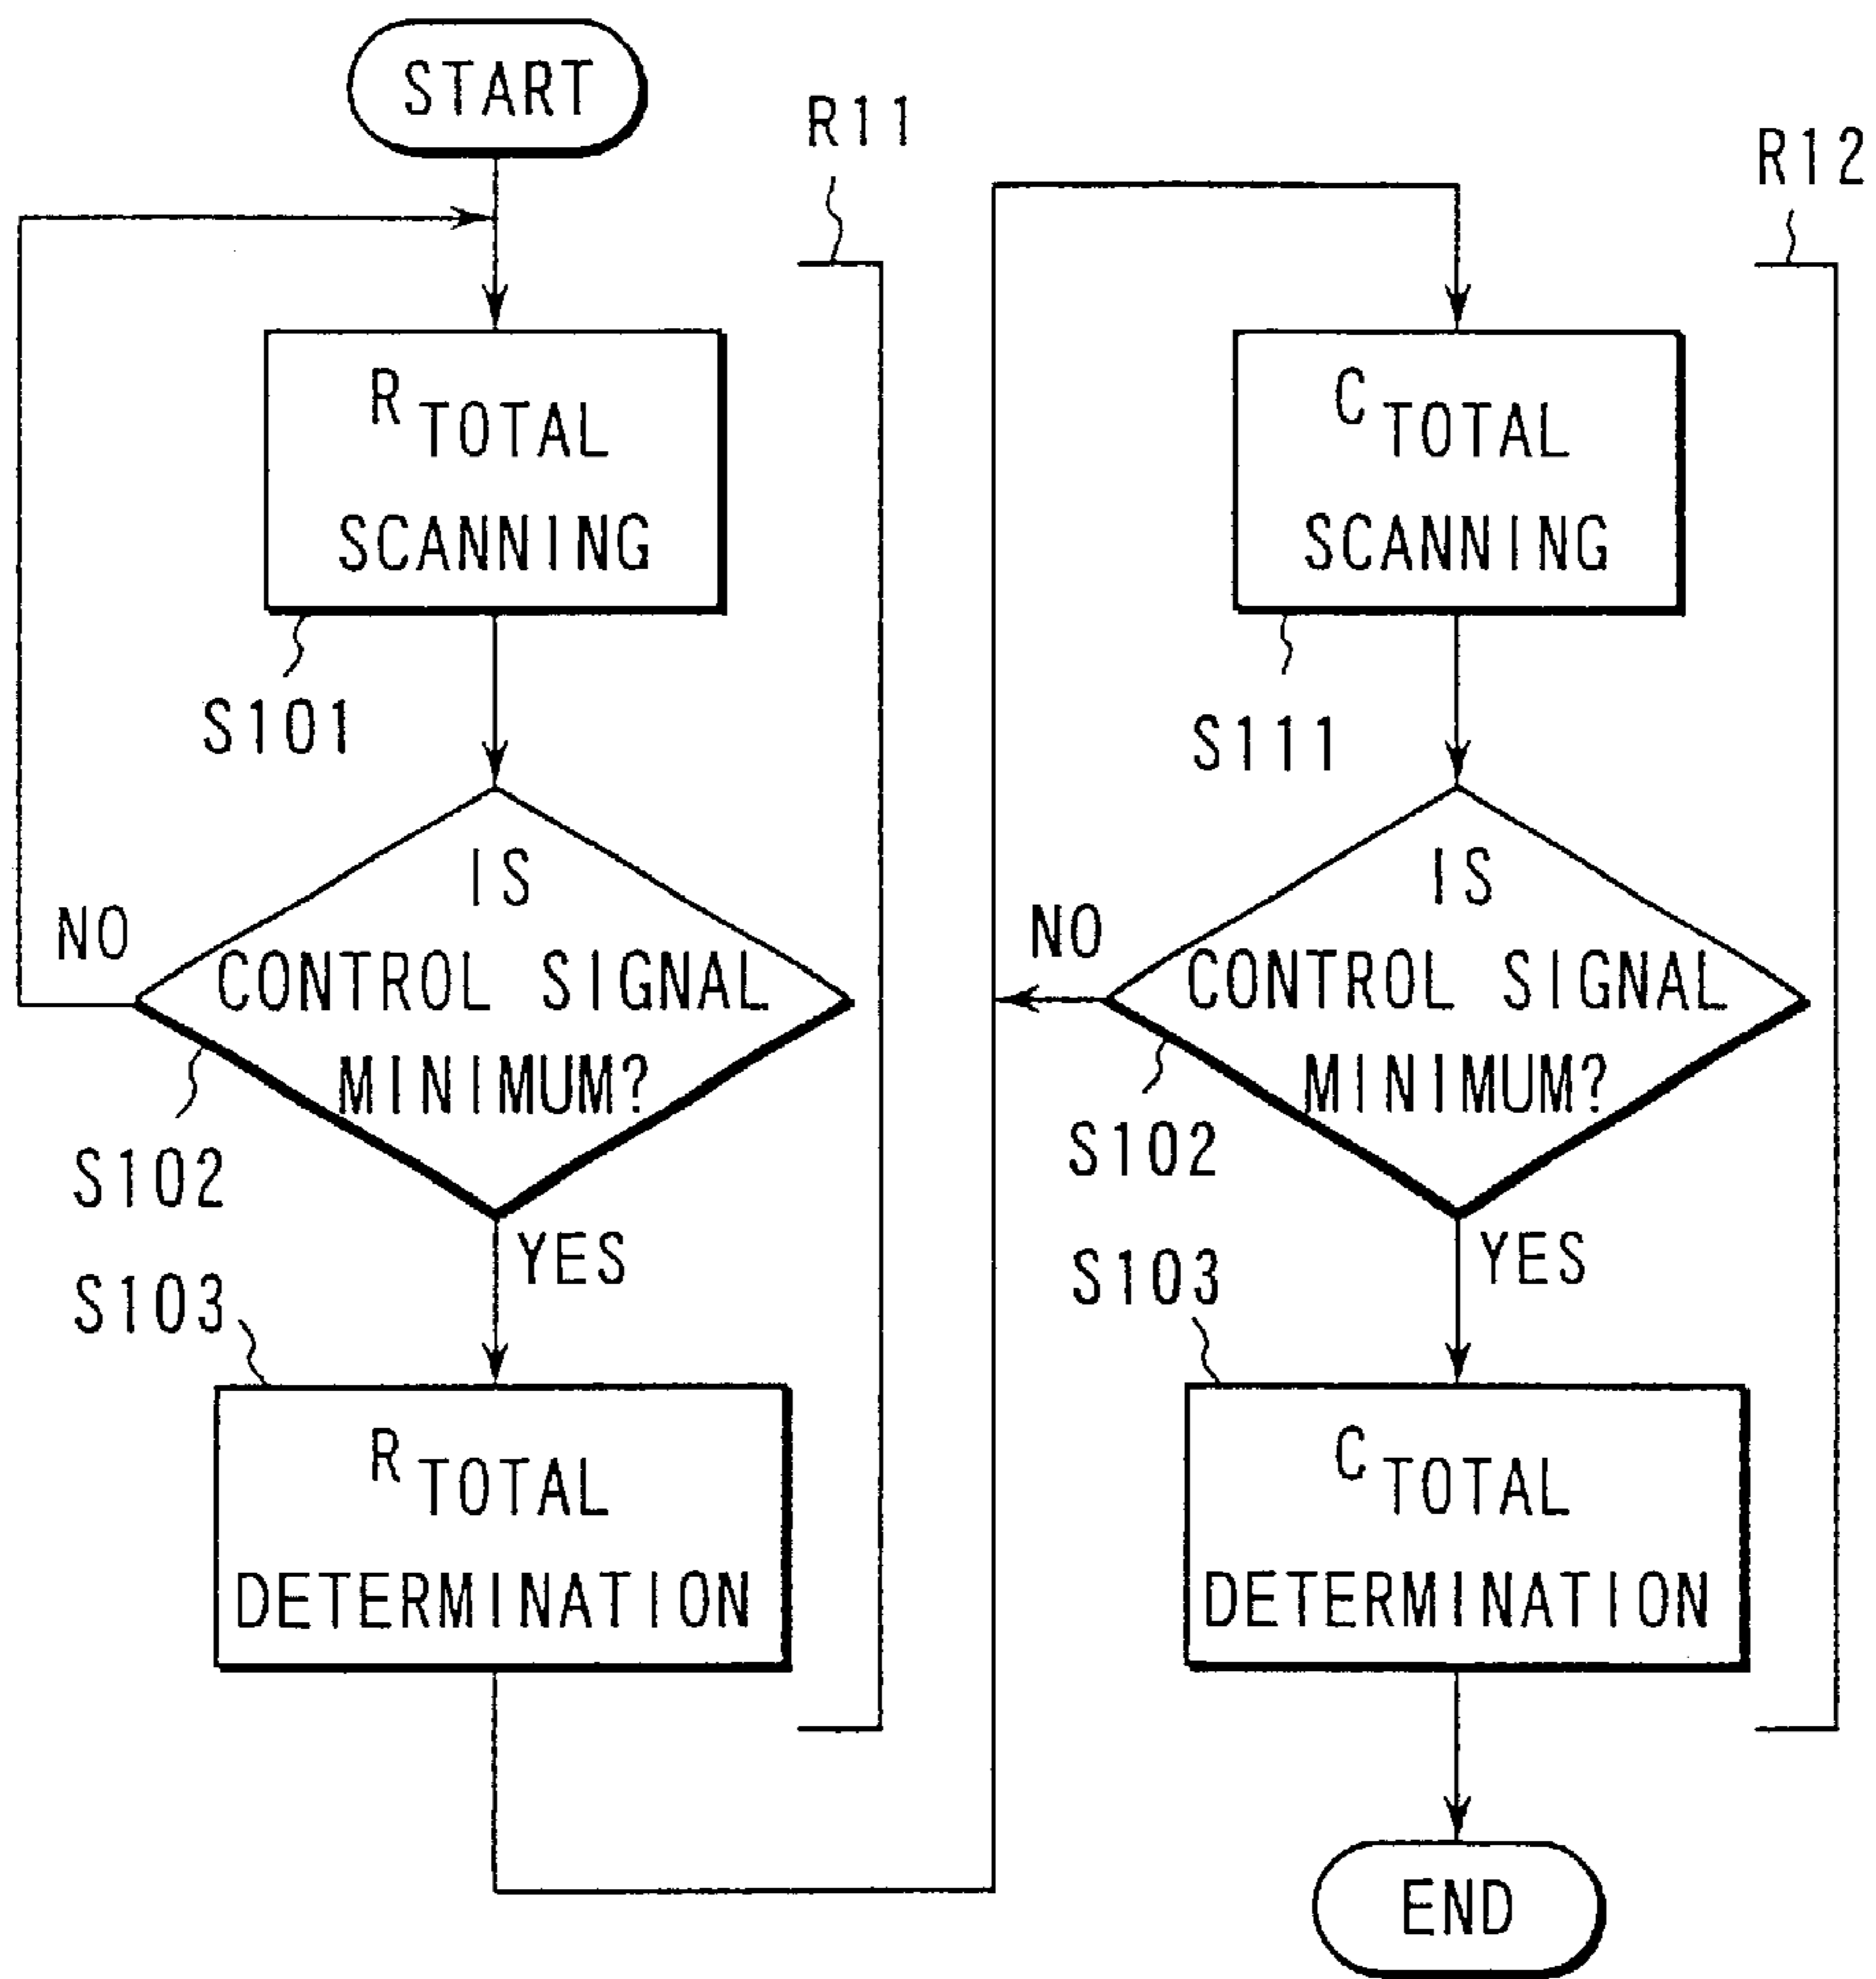 START
R11
R TOTAL
SCANNING
S101
IS
CONTROL SIGNAL
MINIMUM?
NO
S102
YES
S103
R TOTAL
DETERMINATION
R12
C TOTAL
SCANNING
S111
IS
CONTROL SIGNAL
MINIMUM?
NO
S102
YES
S103
C TOTAL
DETERMINATION
END